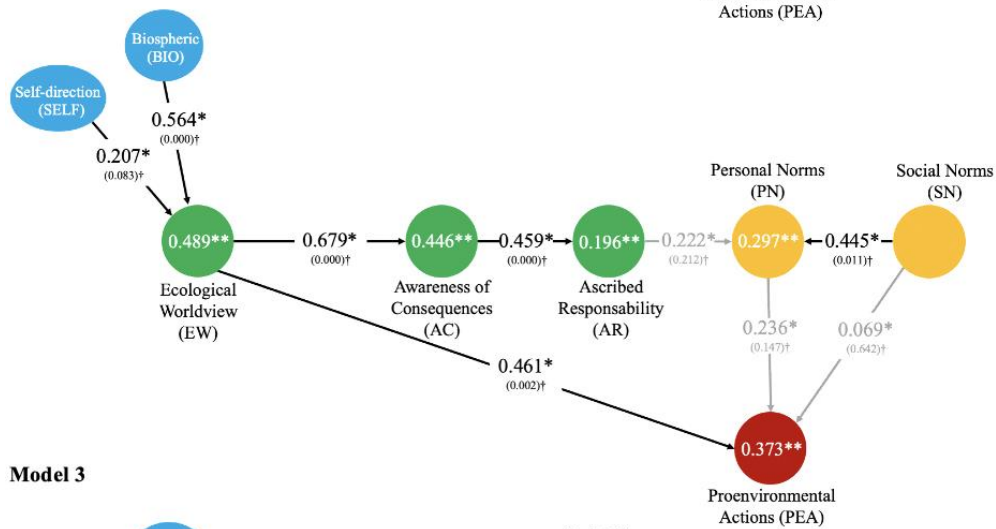 Actions (PEA)
Biospheric
(BIO)
Self-direction
(SELF)
0.564*
(0.000)†
0.207*
(0.083)†
Personal Norms
(PN)
Social Norms
(SN)
0.489**
0.679*
(0.000)†
0.446**
0.459*
(0.000)†
0.196**
0.222*
(0.212)†
0.297**
0.445*
(0.011)†
Ecological
Worldview
(EW)
Awareness of
Consequences
(AC)
Ascribed
Responsability
(AR)
0.236*
(0.147)†
0.069*
(0.642)†
0.461*
(0.002)†
0.373**
Model 3
Proenvironmental
Actions (PEA)